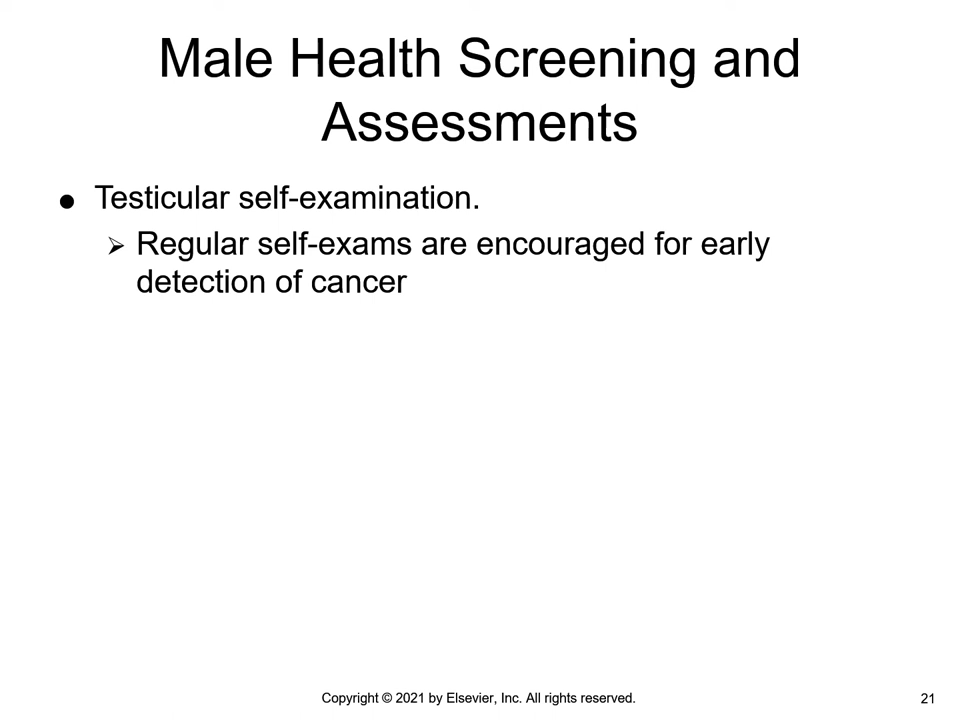 Male Health Screening and
Assessments
● Testicular self-examination.
➢ Regular self-exams are encouraged for early
detection of cancer
Copyright © 2021 by Elsevier, Inc. All rights reserved.
21